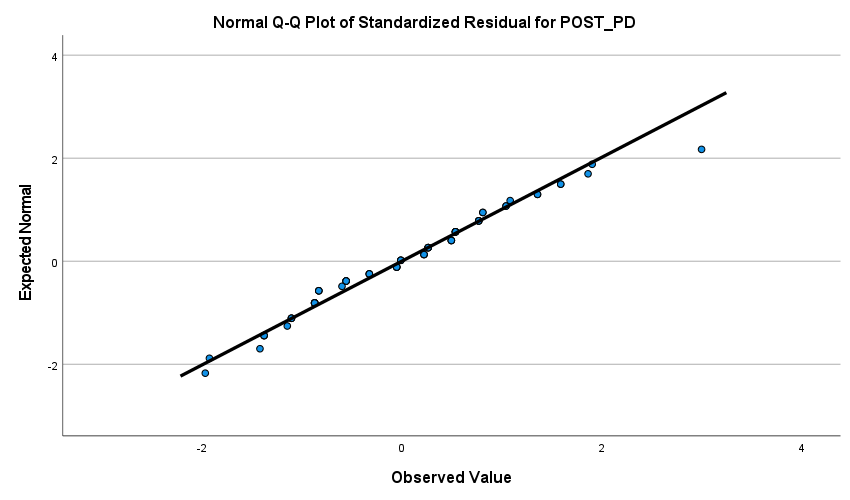 Normal Q-Q Plot of Standardized Residual for POST_PD
4
2
0
-2
Expected Normal
-2
0
2
4
Observed Value